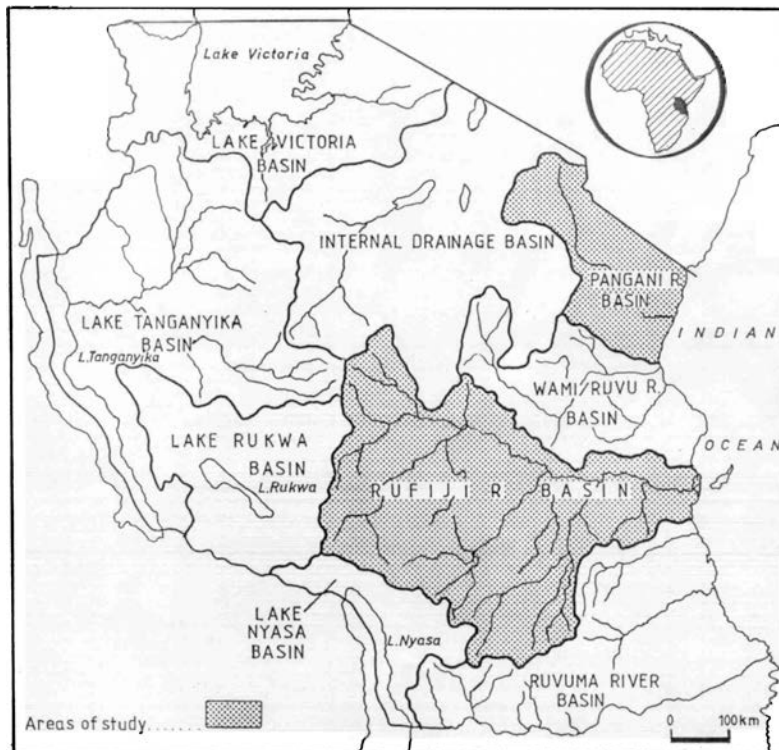 Lake Victoria
LAKE VICTORIA
BASIN
INTERNAL DRAINAGE BASIN
PANGANI R.
BASIN
LAKE TANGANYIKA
BASIN
L.Tanganyika
INDIAN
WAMI/RUVU R.
BASIN
LAKE RUKWA
BASIN
L.Rukwa
OCEAN
RUFIJI R BASIN
LAKE
NYASA
BASIN
L.Nyasa
RUVUMA RIVER
BASIN
Areas of study......
0 100km